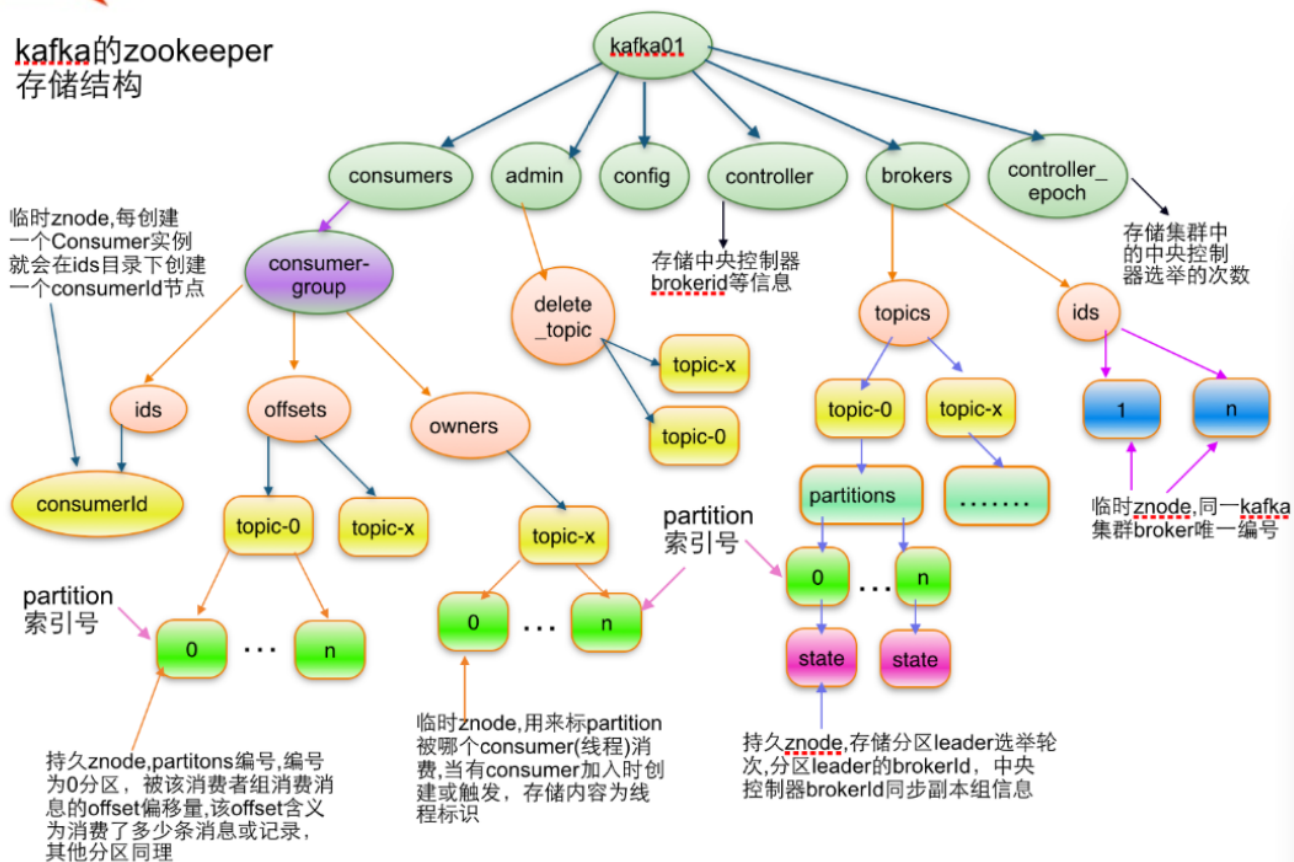 kafka的zookeeper
存储结构
kafka01
consumers
admin
config
controller
brokers
controller_
epoch
临时znode,每创建
一个Consumer实例
就会在ids目录下创建
一个consumerId节点
consumer-
group
存储中央控制器
brokerid等信息
存储集群中
的中央控制
器选举的次数
delete
_topic
topics
ids
topic-x
topic-0
ids
offsets
owners
topic-0
topic-x
1
n
consumerId
topic-0
topic-x
topic-x
partitions
.......
临时znode,同一kafka
集群broker唯一编号
partition
索引号
partition
索引号
0
...
n
0
...
n
0
...
n
state
state
持久znode,partitons编号,编号
为0分区，被该消费者组消费消
息的offset偏移量,该offset含义
为消费了多少条消息或记录，
其他分区同理
临时znode,用来标partition
被哪个consumer(线程)消
费,当有consumer加入时创
建或触发，存储内容为线
程标识
持久znode,存储分区leader选举轮
次,分区leader的brokerId，中央
控制器brokerId同步副本组信息